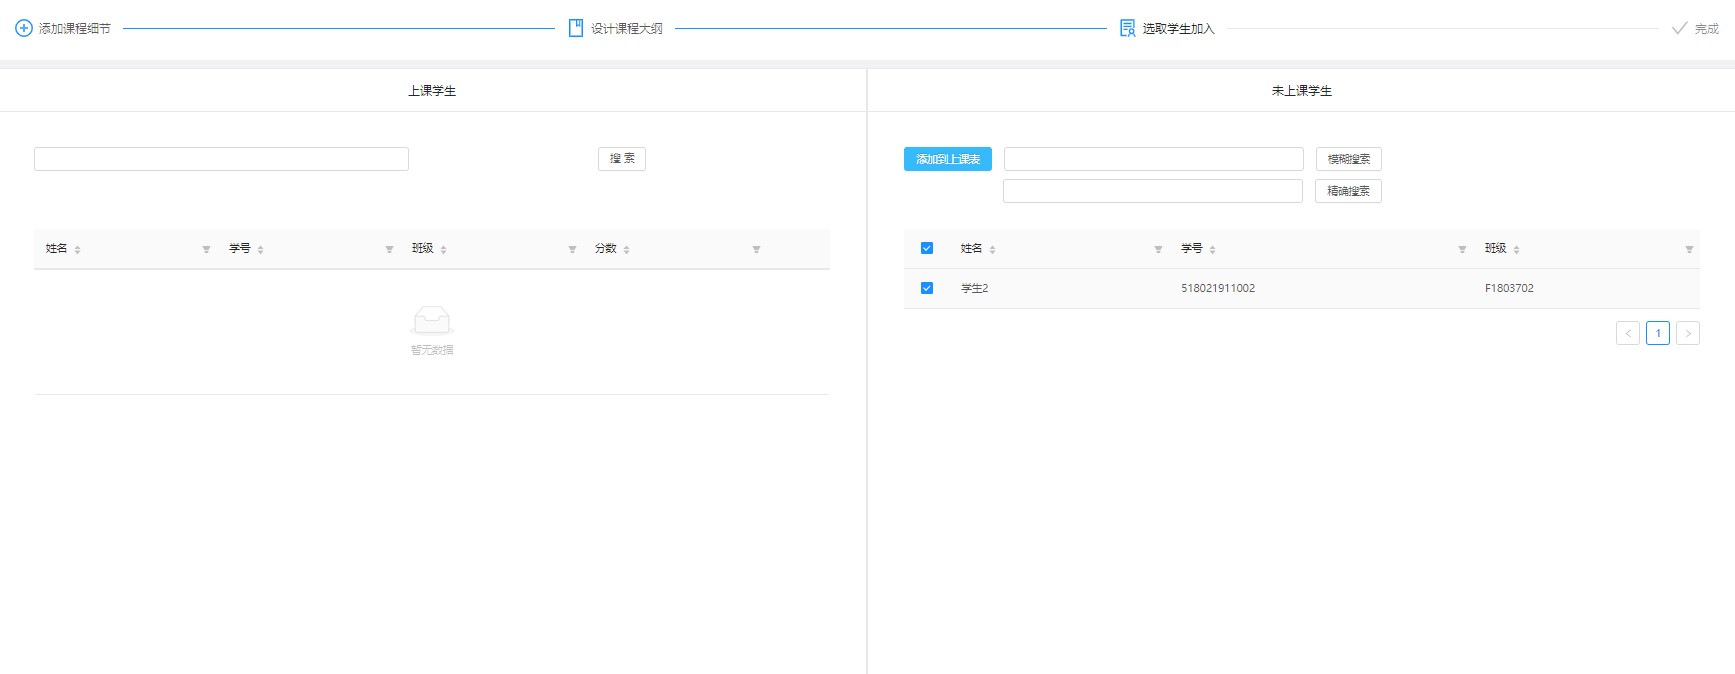 添加课程细节
设计课程大纲
选取学生加入
完成
上课学生
未上课学生
搜 索
添加到上课表
模糊搜索
精确搜索
姓名 学号 班级 分数
暂无数据
姓名 学号 班级
学生2 518021911002 F1803702
< 1 >